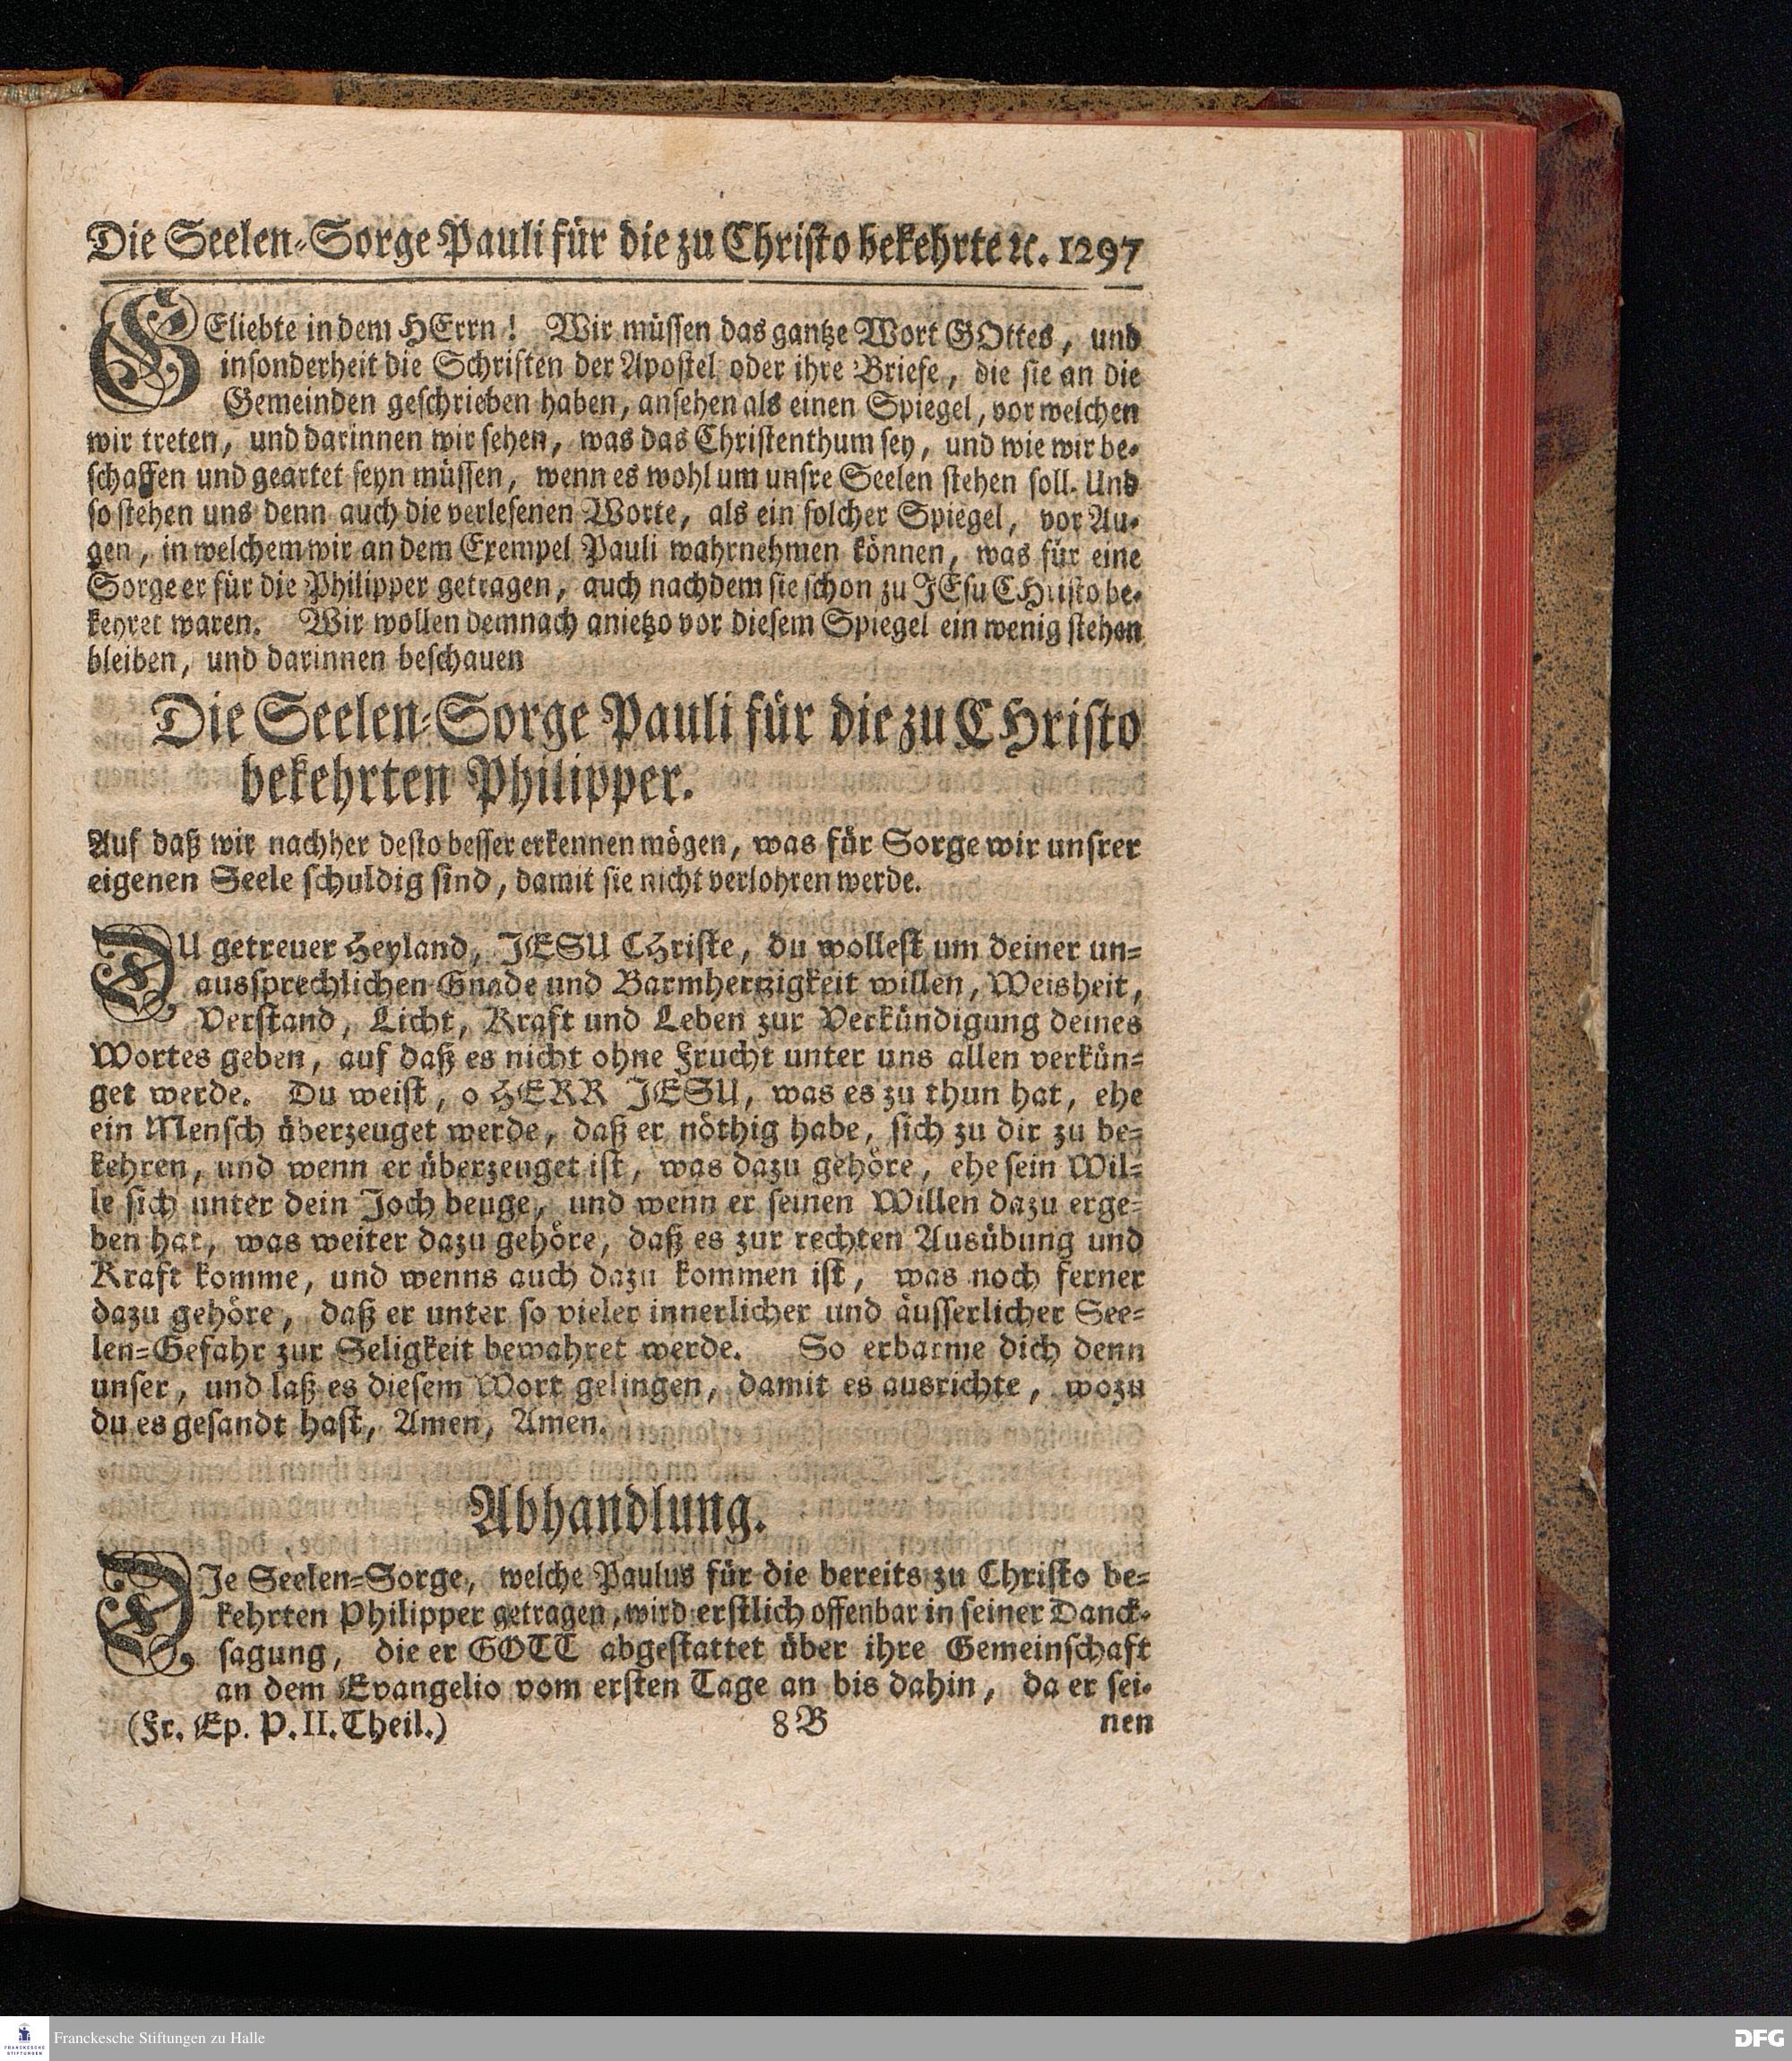 Die Seelen-Sorge Pauli für die zu Christo bekehrte ꝛc. 1297
GEliebte in dem HErrn! Wir müssen das gantze Wort GOttes, und
insonderheit die Schriften der Apostel oder ihre Briefe, die sie an die
Gemeinden geschrieben haben, ansehen als einen Spiegel, vor welchen
wir treten, und darinnen wir sehen, was das Christenthum sey, und wie wir be-
schaffen und geartet seyn müssen, wenn es wohl um unsre Seelen stehen soll. Und
so stehen uns denn auch die verlesenen Worte, als ein solcher Spiegel, vor Au-
gen, in welchem wir an dem Exempel Pauli wahrnehmen können, was für eine
Sorge er für die Philipper getragen, auch nachdem sie schon zu JEsu CHristo be-
kehret waren. Wir wollen demnach anietzo vor diesem Spiegel ein wenig stehen
bleiben, und darinnen beschauen
Die Seelen-Sorge Pauli für die zu CHristo
bekehrten Philipper.
Auf daß wir nachher desto besser erkennen mögen, was für Sorge wir unsrer
eigenen Seele schuldig sind, damit sie nicht verlohren werde.
DU getreuer Heyland, JESU CHriste, du wollest um deiner un-
aussprechlichen Gnade und Barmhertzigkeit willen, Weisheit,
Verstand, Licht, Kraft und Leben zur Verkündigung deines
Wortes geben, auf daß es nicht ohne Frucht unter uns allen verkün-
get werde. Du weist, o HERR JESU, was es zu thun hat, ehe
ein Mensch überzeuget werde, daß er nöthig habe, sich zu dir zu be-
kehren, und wenn er überzeuget ist, was dazu gehöre, ehe sein Wil-
le sich unter dein Joch beuge, und wenn er seinen Willen dazu erge-
ben hat, was weiter dazu gehöre, daß es zur rechten Ausübung und
Kraft komme, und wenns auch dazu kommen ist, was noch ferner
dazu gehöre, daß er unter so vieler innerlicher und äusserlicher See-
len-Gefahr zur Seligkeit bewahret werde. So erbarme dich denn
unser, und laß es diesem Wort gelingen, damit es ausrichte, wozu
du es gesandt hast, Amen, Amen.
Abhandlung.
DIe Seelen-Sorge, welche Paulus für die bereits zu Christo be-
kehrten Philipper getragen, wird erstlich offenbar in seiner Danck-
sagung, die er GOTT abgestattet über ihre Gemeinschaft
an dem Evangelio vom ersten Tage an bis dahin, da er sei-
(Fr. Ep. P. II. Theil.) 8 B nen
Franckesche Stiftungen zu Halle
FRANCKESCHE
STIFTUNGEN
DFG